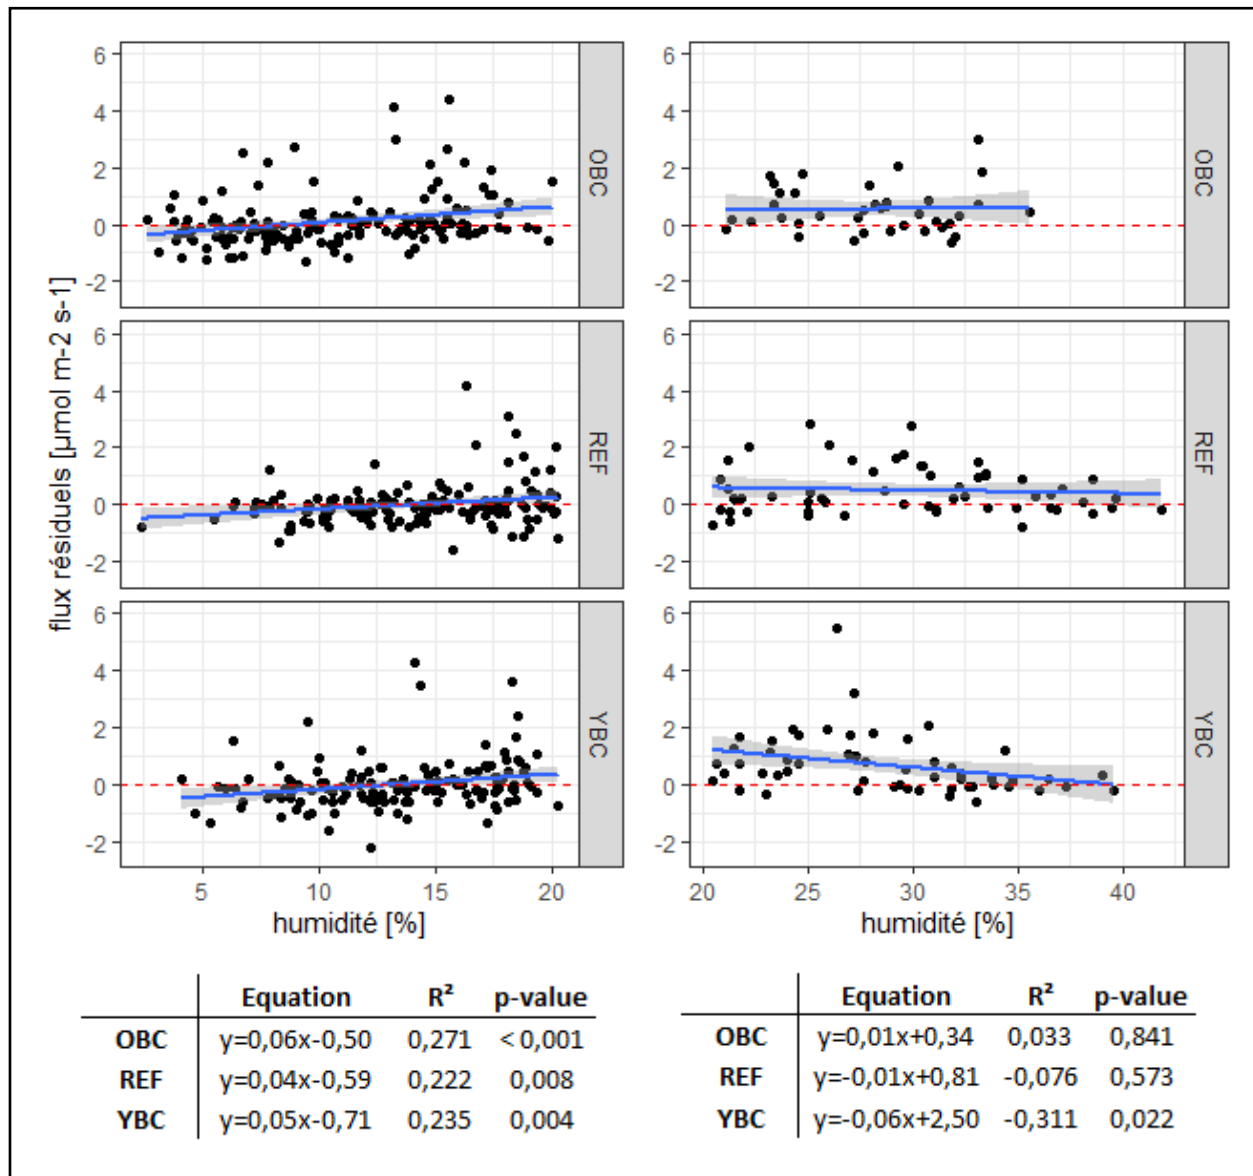 flux résiduels [µmol m-2 s-1]
6
4
2
0
-2
OBC
6
4
2
0
-2
OBC
6
4
2
0
-2
REF
6
4
2
0
-2
REF
6
4
2
0
-2
YBC
6
4
2
0
-2
YBC
5 10 15 20
humidité [%]
20 25 30 35 40
humidité [%]
Equation R² p-value
OBC y=0,06x-0,50 0,271 < 0,001
REF y=0,04x-0,59 0,222 0,008
YBC y=0,05x-0,71 0,235 0,004
Equation R² p-value
OBC y=0,01x+0,34 0,033 0,841
REF y=-0,01x+0,81 -0,076 0,573
YBC y=-0,06x+2,50 -0,311 0,022